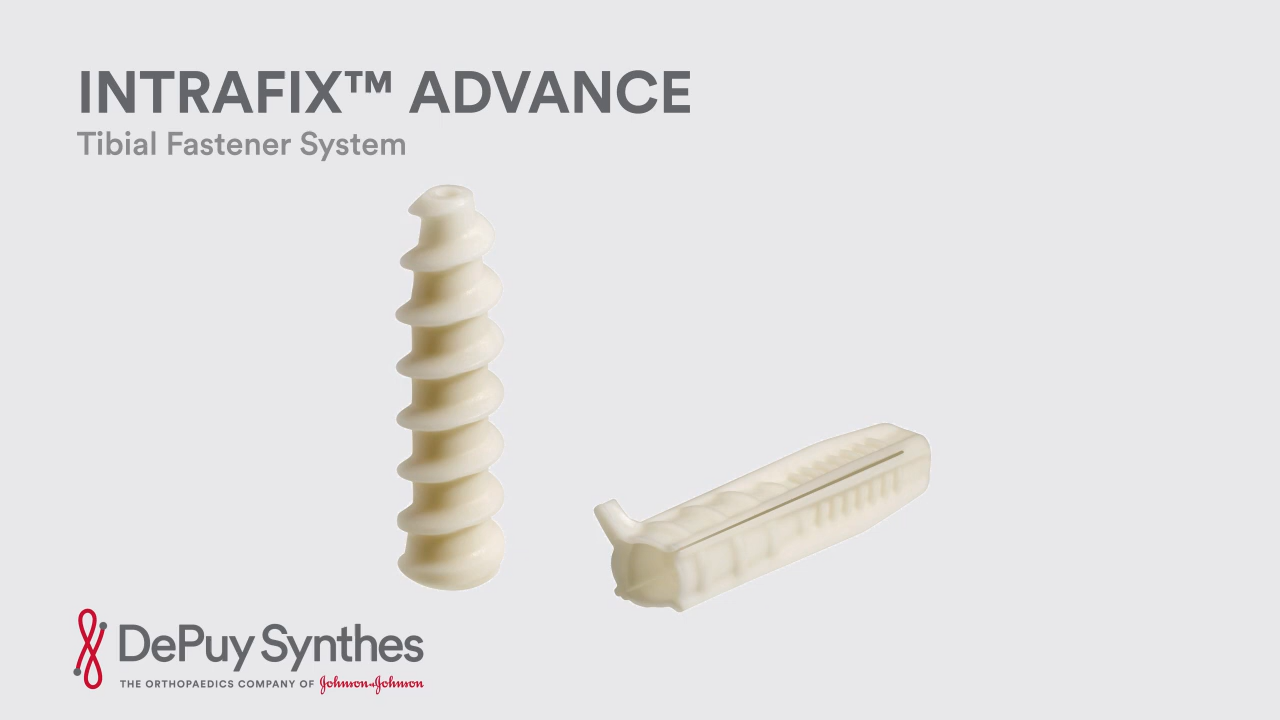 INTRAFIX™ ADVANCE
Tibial Fastener System
DePuy Synthes
THE ORTHOPAEDICS COMPANY OF Johnson & Johnson